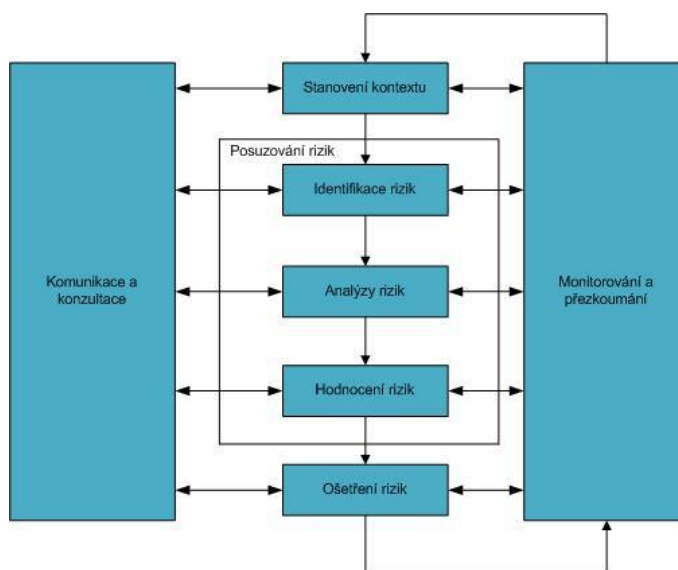 Stanovení kontextu
Posuzování rizik
Identifikace rizik
Komunikace a
konzultace
Analýzy rizik
Monitorování a
přezkoumání
Hodnocení rizik
Ošetření rizik